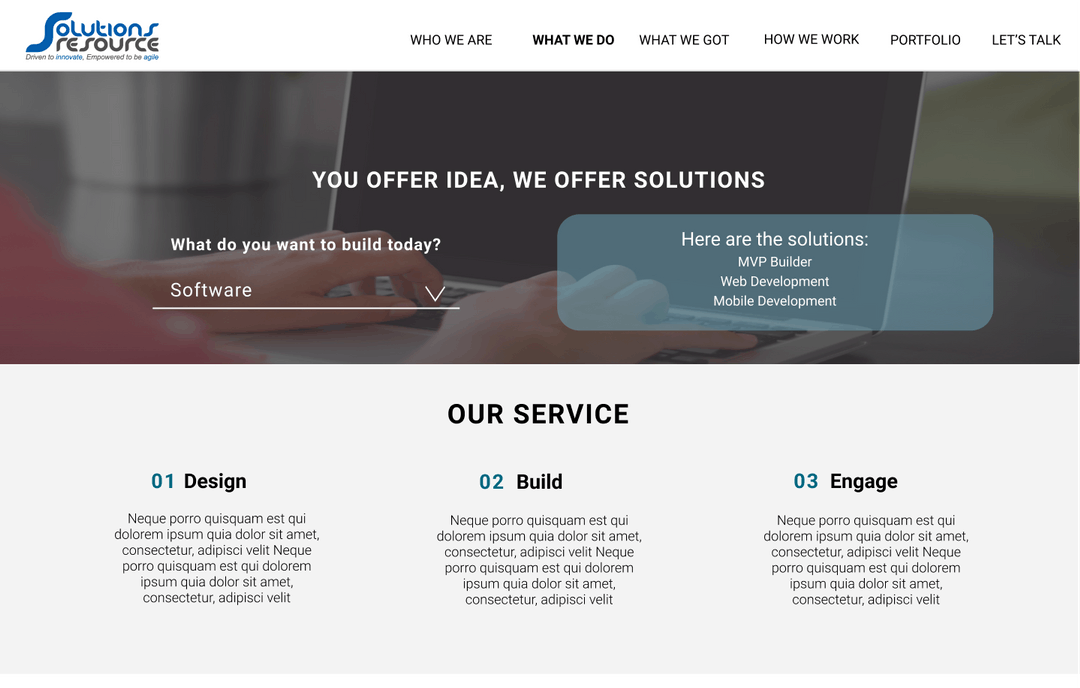 Solutions
resource
Driven to innovate, Empowered to be agile
WHO WE ARE
WHAT WE DO
WHAT WE GOT
HOW WE WORK
PORTFOLIO
LET'S TALK
YOU OFFER IDEA, WE OFFER SOLUTIONS
What do you want to build today?
Software
Here are the solutions:
MVP Builder
Web Development
Mobile Development
OUR SERVICE
01 Design
Neque porro quisquam est qui
dolorem ipsum quia dolor sit amet,
consectetur, adipisci velit Neque
porro quisquam est qui dolorem
ipsum quia dolor sit amet,
consectetur, adipisci velit
02 Build
Neque porro quisquam est qui
dolorem ipsum quia dolor sit amet,
consectetur, adipisci velit Neque
porro quisquam est qui dolorem
ipsum quia dolor sit amet,
consectetur, adipisci velit
03 Engage
Neque porro quisquam est qui
dolorem ipsum quia dolor sit amet,
consectetur, adipisci velit Neque
porro quisquam est qui dolorem
ipsum quia dolor sit amet,
consectetur, adipisci velit